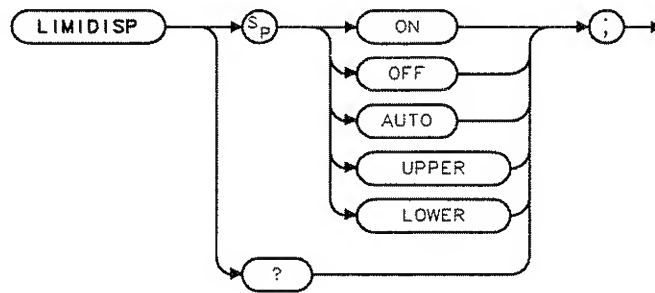 LIMIDISP
SP
ON
;
OFF
AUTO
UPPER
LOWER
?